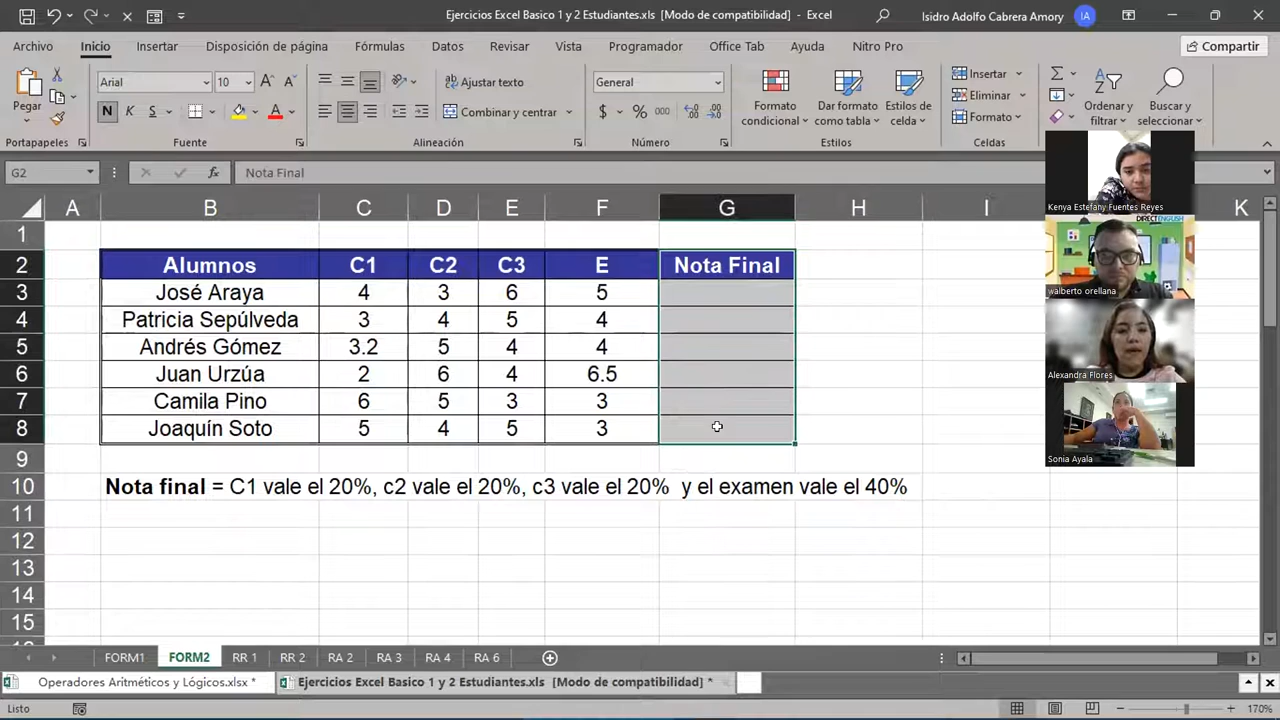 Ejercicios Excel Basico 1 y 2 Estudiantes.xls [Modo de compatibilidad] - Excel
Isidro Adolfo Cabrera Amory
IA
Archivo Inicio Insertar Disposición de página Fórmulas Datos Revisar Vista Programador Office Tab Ayuda Nitro Pro
Compartir
Pegar
Arial 10
N K S
Ajustar texto
Combinar y centrar
General
$ % 000
Formato condicional
Dar formato como tabla
Estilos de celda
Insertar
Eliminar
Formato
Ordenar y filtrar
Buscar y seleccionar
Portapapeles Fuente Alineación Número Estilos Celdas
G2 fx Nota Final
A B C D E F G H I K
1
2 Alumnos C1 C2 C3 E Nota Final
3 José Araya 4 3 6 5
4 Patricia Sepúlveda 3 4 5 4
5 Andrés Gómez 3.2 5 4 4
6 Juan Urzúa 2 6 4 6.5
7 Camila Pino 6 5 3 3
8 Joaquín Soto 5 4 5 3
9
10 Nota final = C1 vale el 20%, c2 vale el 20%, c3 vale el 20% y el examen vale el 40%
11
12
13
14
15
Kenya Estefany Fuentes Reyes
DIRECTENGLISH
walberto orellana
Alexandra Flores
Sonia Ayala
FORM1 FORM2 RR 1 RR 2 RA 2 RA 3 RA 4 RA 6
Operadores Aritméticos y Lógicos.xlsx * Ejercicios Excel Basico 1 y 2 Estudiantes.xls [Modo de compatibilidad] *
Listo 170%